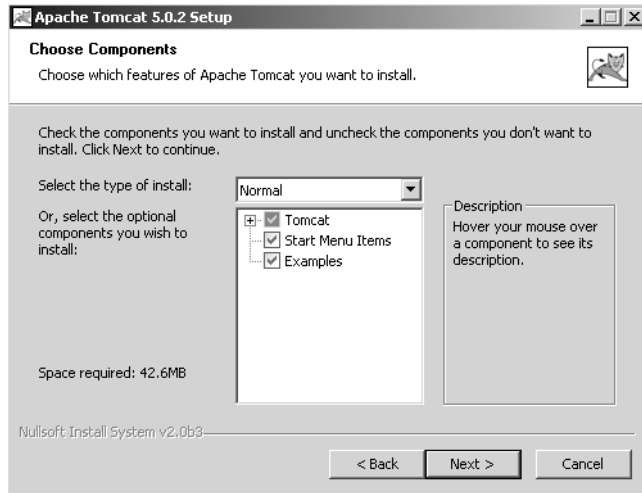 Apache Tomcat 5.0.2 Setup
Choose Components
Choose which features of Apache Tomcat you want to install.
Check the components you want to install and uncheck the components you don't want to
install. Click Next to continue.
Select the type of install:
Normal
Or, select the optional
components you wish to
install:
Tomcat
Start Menu Items
Examples
Description
Hover your mouse over
a component to see its
description.
Space required: 42.6MB
Nullsoft Install System v2.0b3
< Back
Next >
Cancel